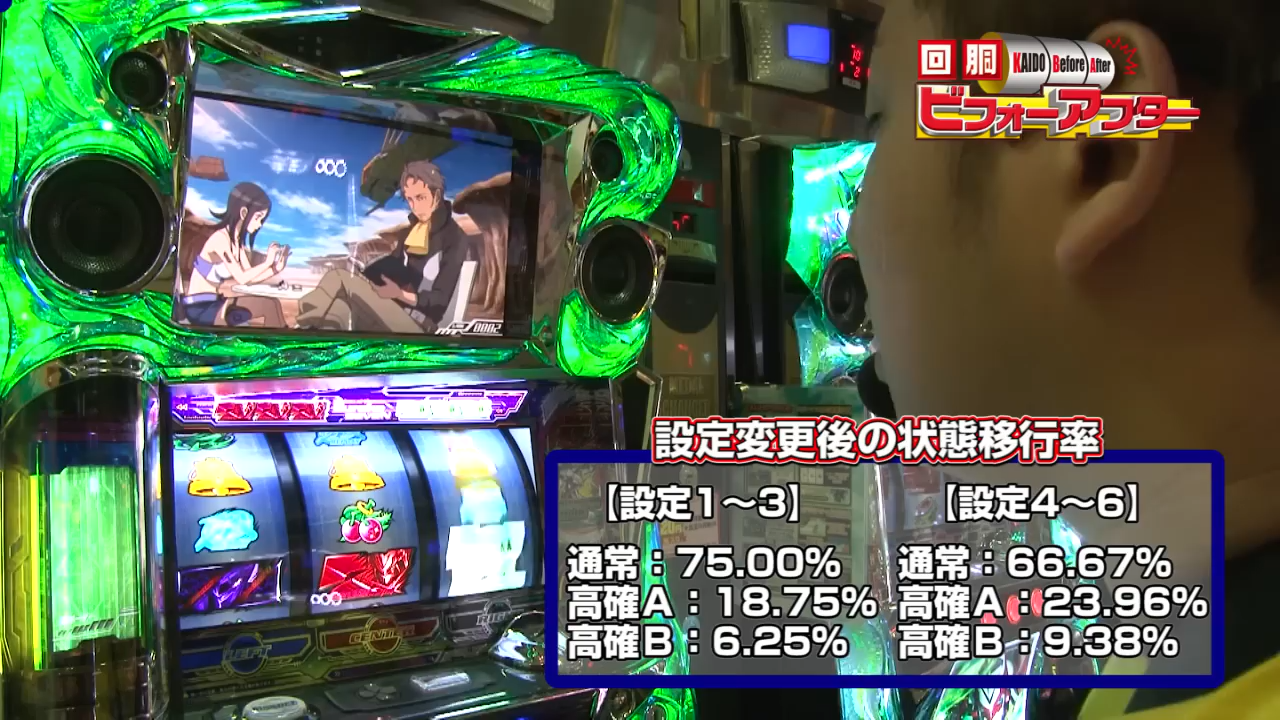 回胴
KAIDO Before After
ビフォーアフター
設定変更後の状態移行率
【設定1~3】
通常:75.00%
高確A:18.75%
高確B:6.25%
【設定4~6】
通常:66.67%
高確A:23.96%
高確B:9.38%
LEFT
CENTER